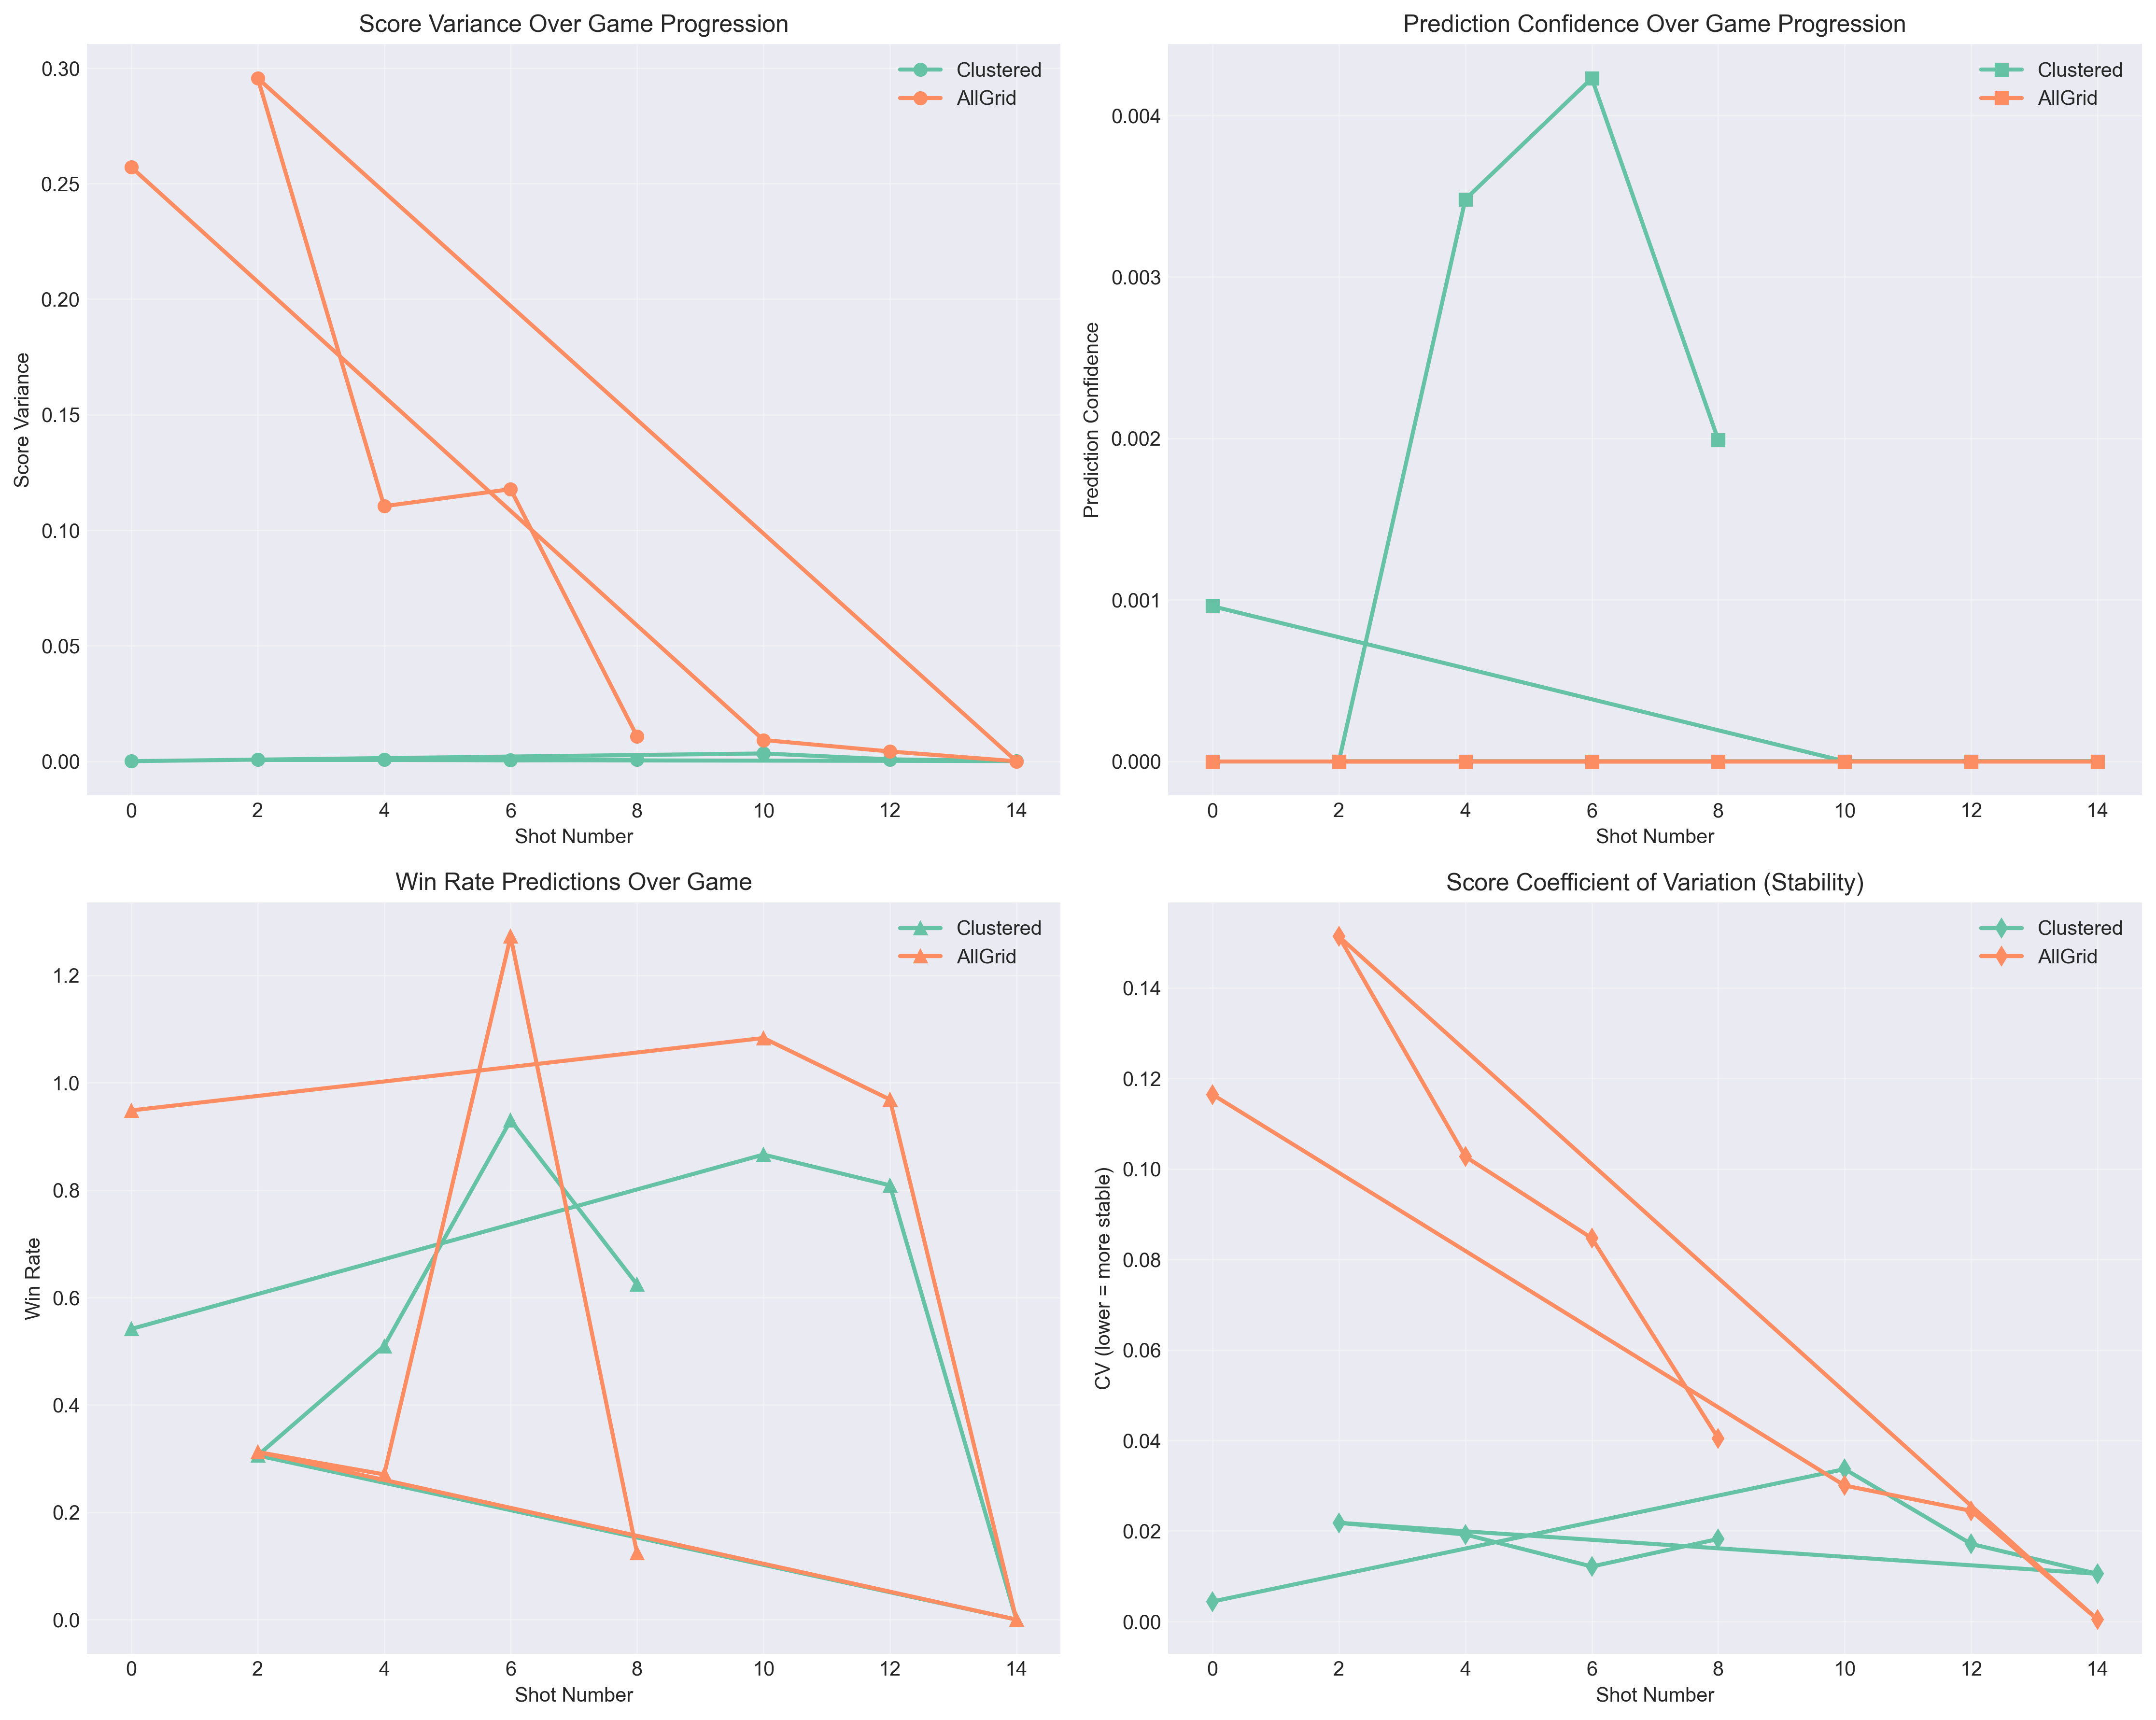 Score Variance Over Game Progression
Clustered
AllGrid
0.30
0.25
0.20
0.15
0.10
0.05
0.00
Score Variance
0 2 4 6 8 10 12 14
Shot Number
Prediction Confidence Over Game Progression
Clustered
AllGrid
0.004
0.003
0.002
0.001
0.000
Prediction Confidence
0 2 4 6 8 10 12 14
Shot Number
Win Rate Predictions Over Game
Clustered
AllGrid
1.2
1.0
0.8
0.6
0.4
0.2
0.0
Win Rate
0 2 4 6 8 10 12 14
Shot Number
Score Coefficient of Variation (Stability)
Clustered
AllGrid
0.14
0.12
0.10
0.08
0.06
0.04
0.02
0.00
CV (lower = more stable)
0 2 4 6 8 10 12 14
Shot Number